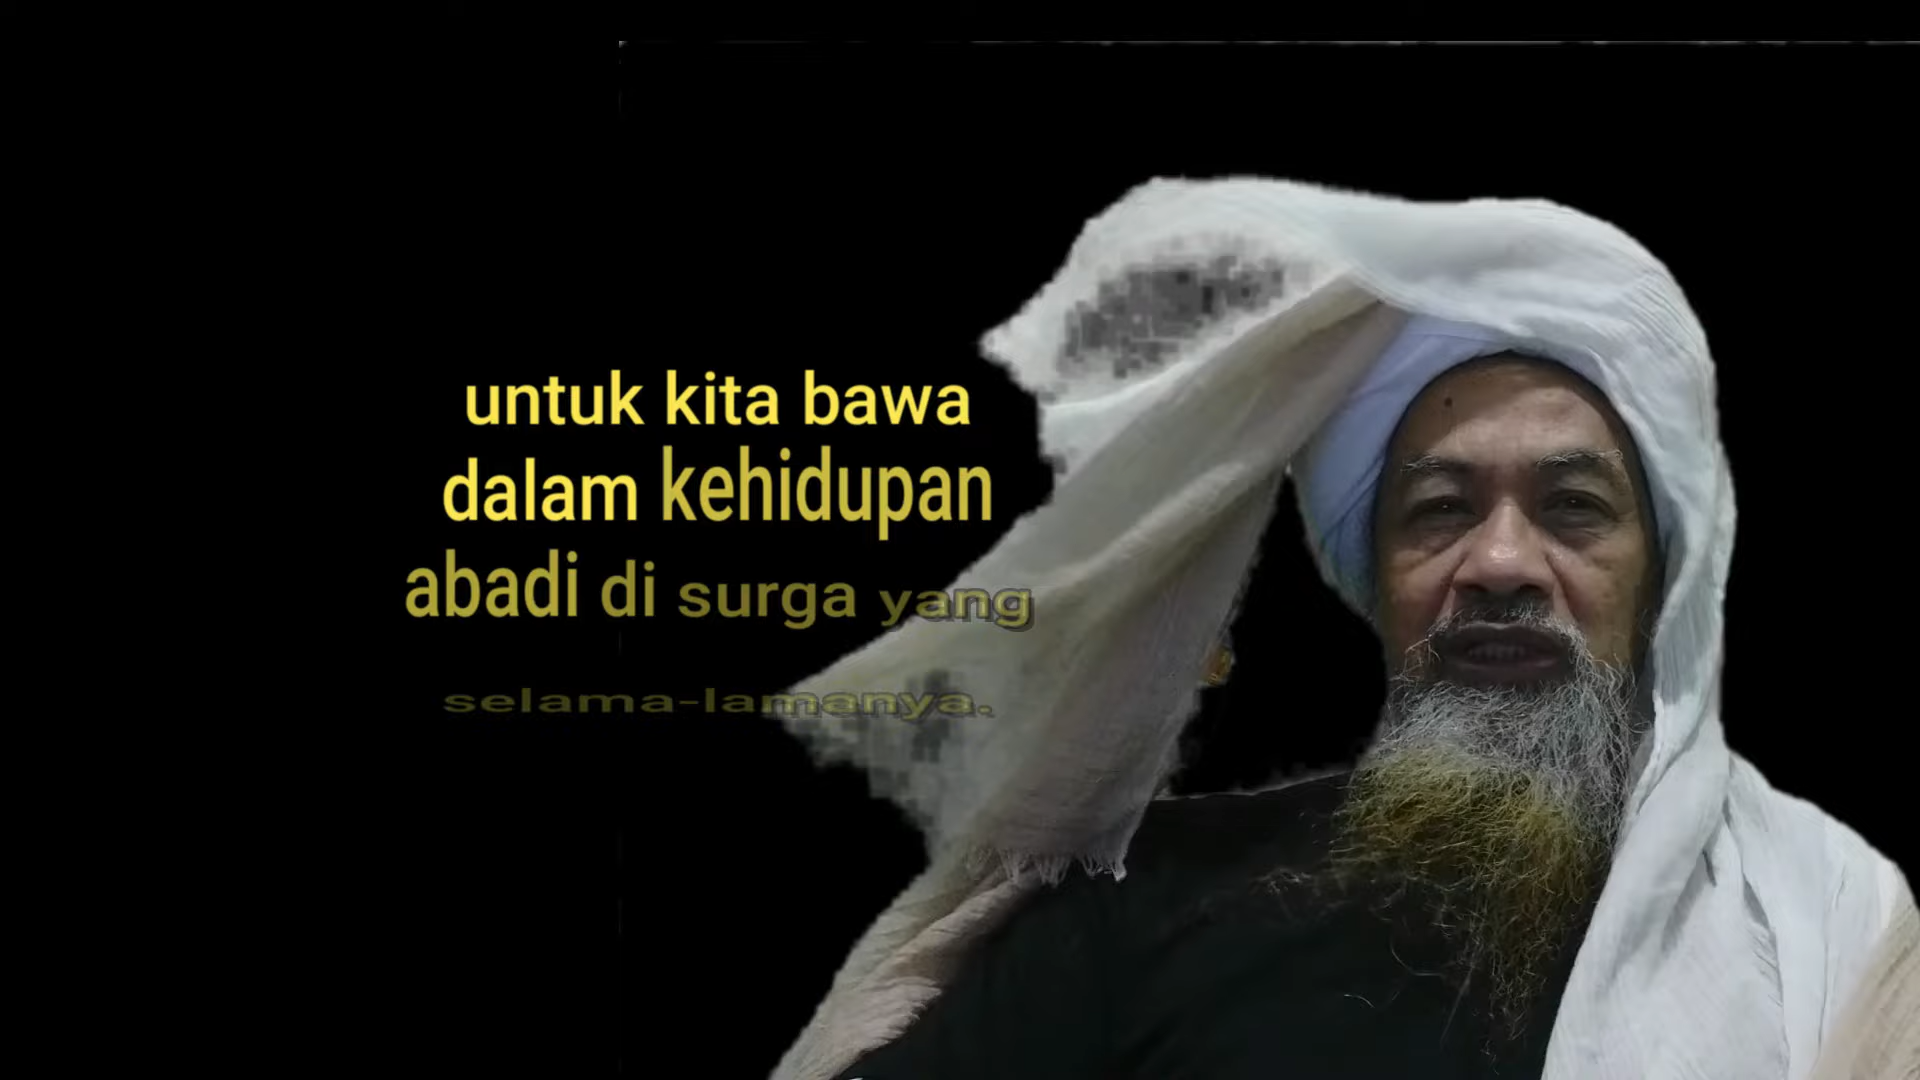 untuk kita bawa
dalam kehidupan
abadi di surga yang
selama-lamanya.